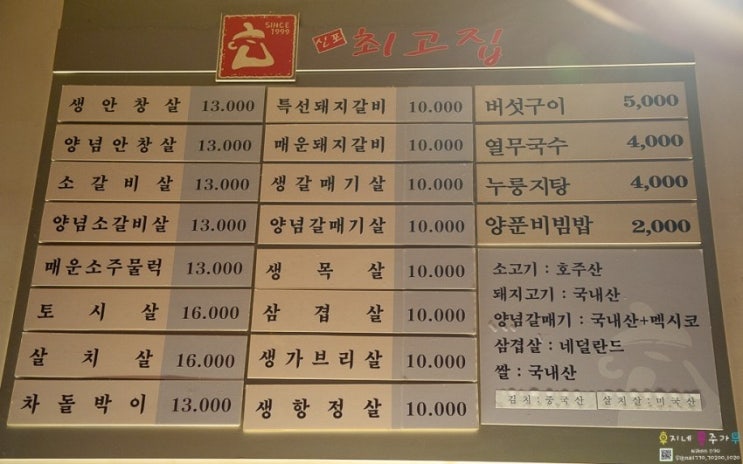 SINCE
1999
신포 최고집
생안창살 13.000
양념안창살 13.000
소갈비살 13.000
양념소갈비살 13.000
매운소주물럭 13.000
토시살 16.000
살치살 16.000
차돌박이 13.000
특선돼지갈비 10.000
매운돼지갈비 10.000
생갈매기살 10.000
양념갈매기살 10.000
생목살 10.000
삼겹살 10.000
생가브리살 10.000
생항정살 10.000
버섯구이 5,000
열무국수 4,000
누룽지탕 4,000
양푼비빔밥 2,000
소고기 : 호주산
돼지고기 : 국내산
양념갈매기 : 국내산+멕시코
삼겹살 : 네덜란드
쌀 : 국내산
김치:중국산 살치살:미국산